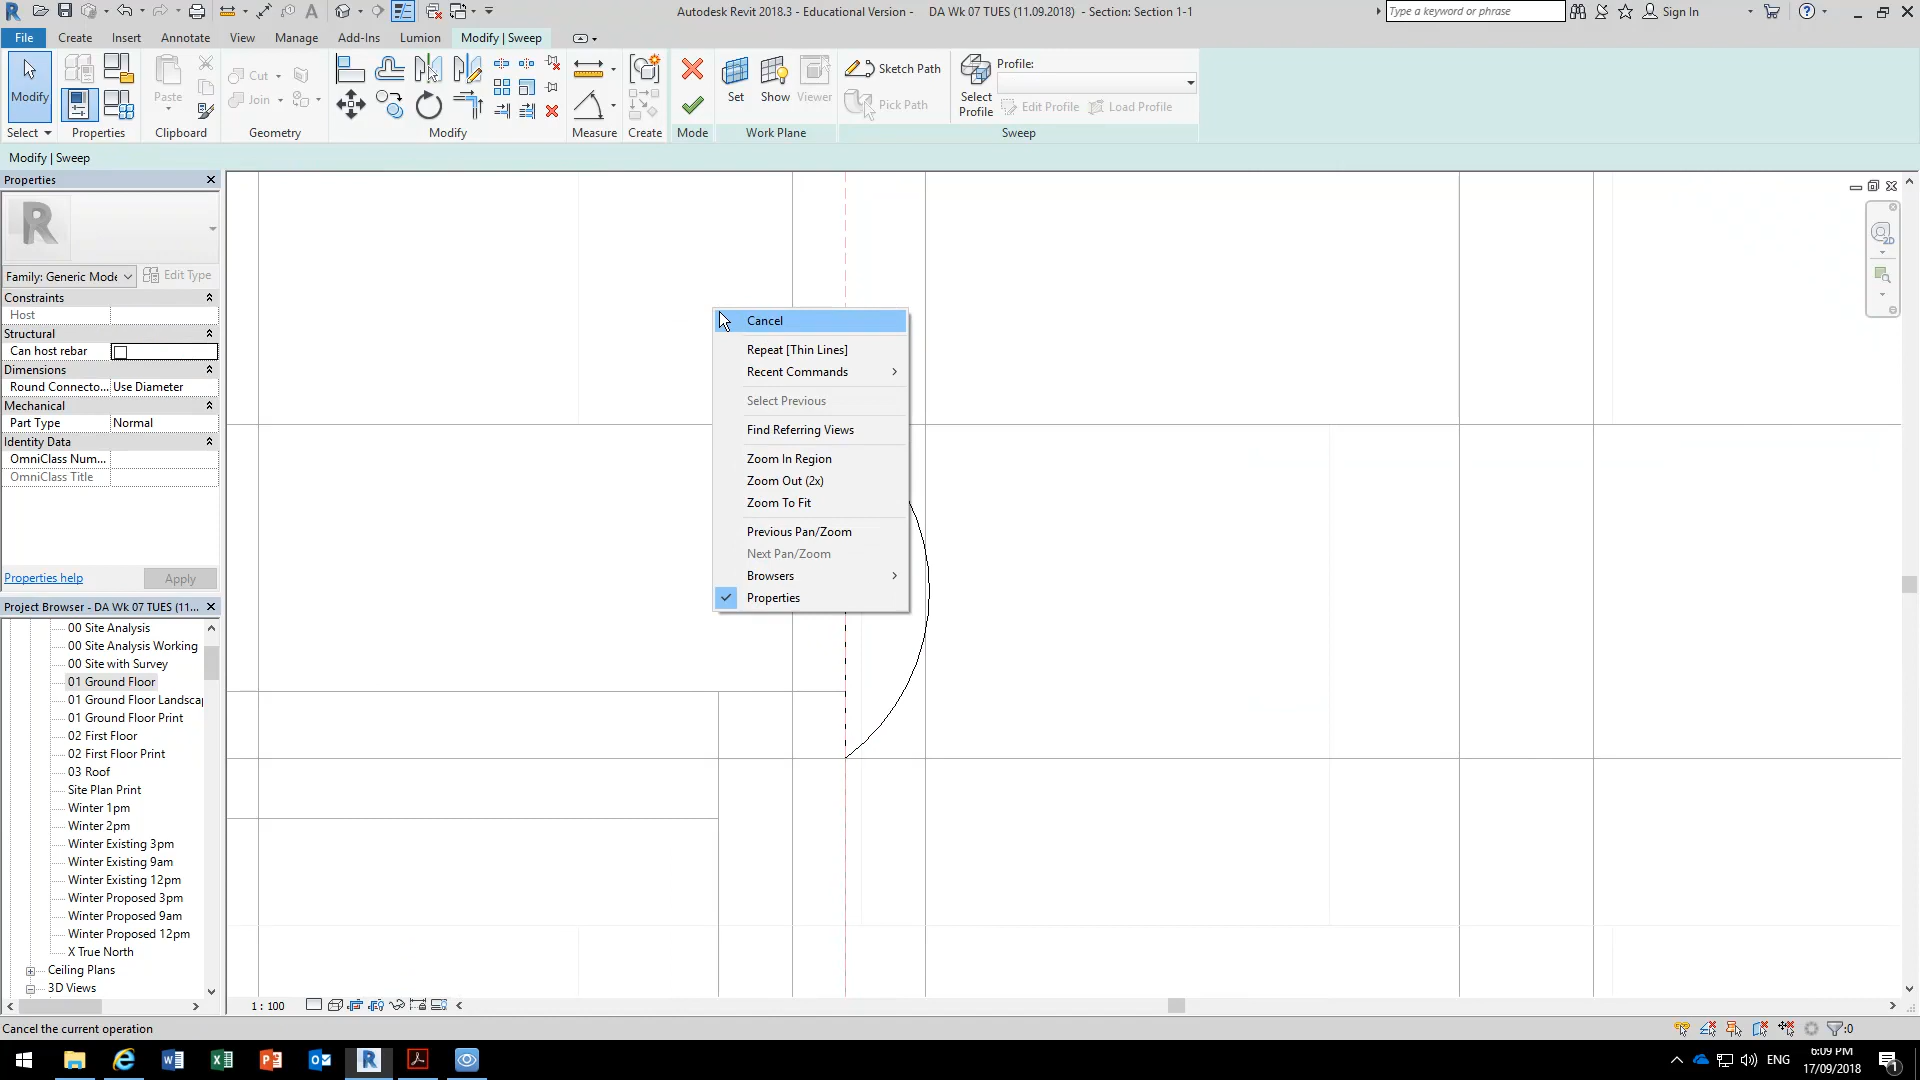 Autodesk Revit 2018.3 - Educational Version - DA Wk 07 TUES (11.09.2018) - Section: Section 1-1
Type a keyword or phrase
Sign In
File Create Insert Annotate View Manage Add-Ins Lumion Modify | Sweep
Modify Paste Cut Join Set Show Viewer Sketch Path Pick Path Select Profile Profile: Edit Profile Load Profile
Select Properties Clipboard Geometry Modify Measure Create Mode Work Plane Sweep
Modify | Sweep
Properties
Family: Generic Mode Edit Type
Constraints
Host
Structural
Can host rebar
Dimensions
Round Connecto... Use Diameter
Mechanical
Part Type Normal
Identity Data
OmniClass Num...
OmniClass Title
Properties help Apply
Project Browser - DA Wk 07 TUES (11...
00 Site Analysis
00 Site Analysis Working
00 Site with Survey
01 Ground Floor
01 Ground Floor Landscap
01 Ground Floor Print
02 First Floor
02 First Floor Print
03 Roof
Site Plan Print
Winter 1pm
Winter 2pm
Winter Existing 3pm
Winter Existing 9am
Winter Existing 12pm
Winter Proposed 3pm
Winter Proposed 9am
Winter Proposed 12pm
X True North
Ceiling Plans
3D Views
Cancel
Repeat [Thin Lines]
Recent Commands
Select Previous
Find Referring Views
Zoom In Region
Zoom Out (2x)
Zoom To Fit
Previous Pan/Zoom
Next Pan/Zoom
Browsers
Properties
2D
1 : 100
Cancel the current operation
:0
ENG
6:09 PM
17/09/2018
1